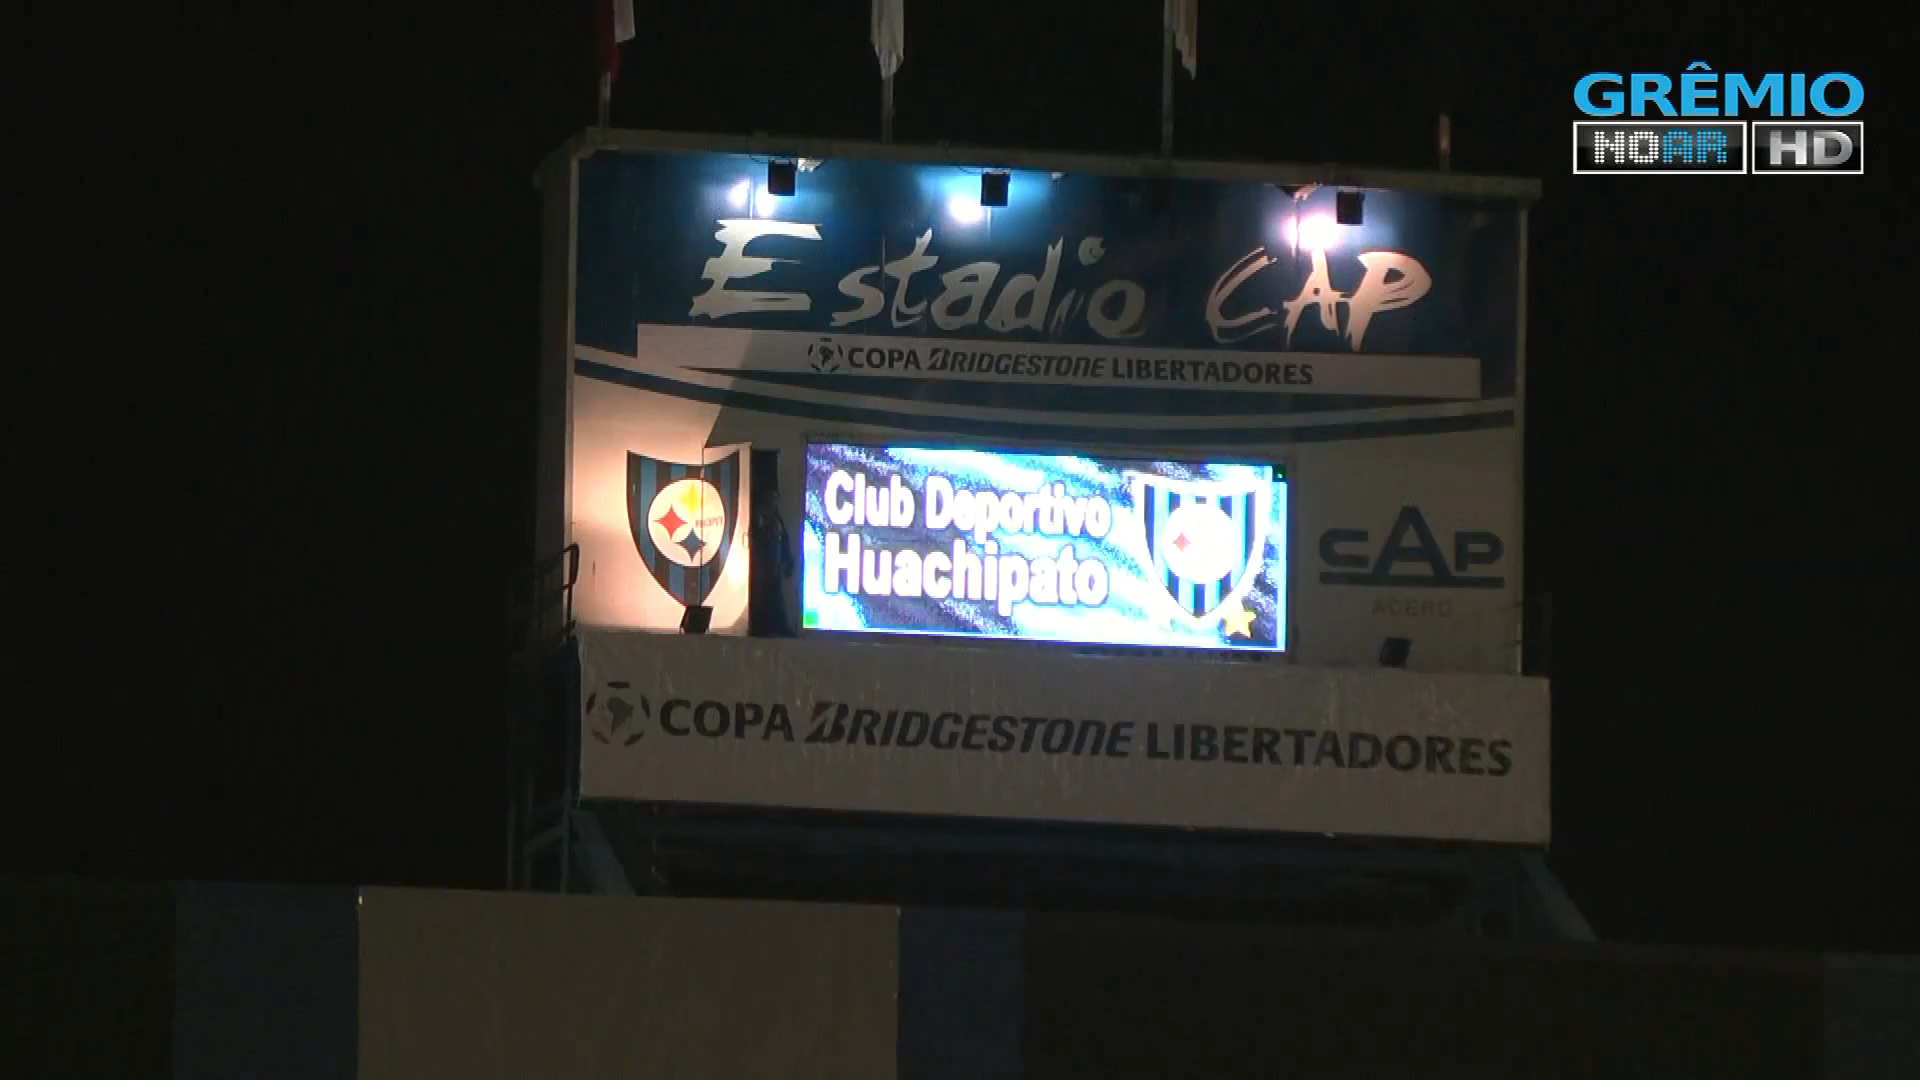 GRÊMIO
NOAR HD
Estadio CAP
COPA BRIDGESTONE LIBERTADORES
Club Deportivo
Huachipato
CAP
ACERO
COPA BRIDGESTONE LIBERTADORES